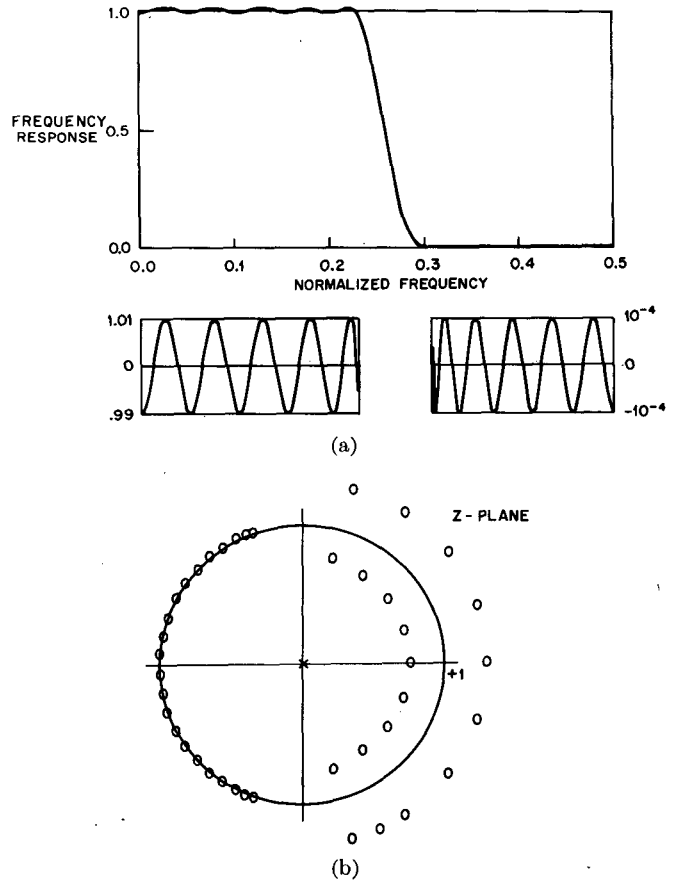 1.0
FREQUENCY
RESPONSE
0.5
0.0
0.0 0.1 0.2 0.3 0.4 0.5
NORMALIZED FREQUENCY
1.01
0
.99
10⁻⁴
0
-10⁻⁴
(a)
Z-PLANE
+1
(b)